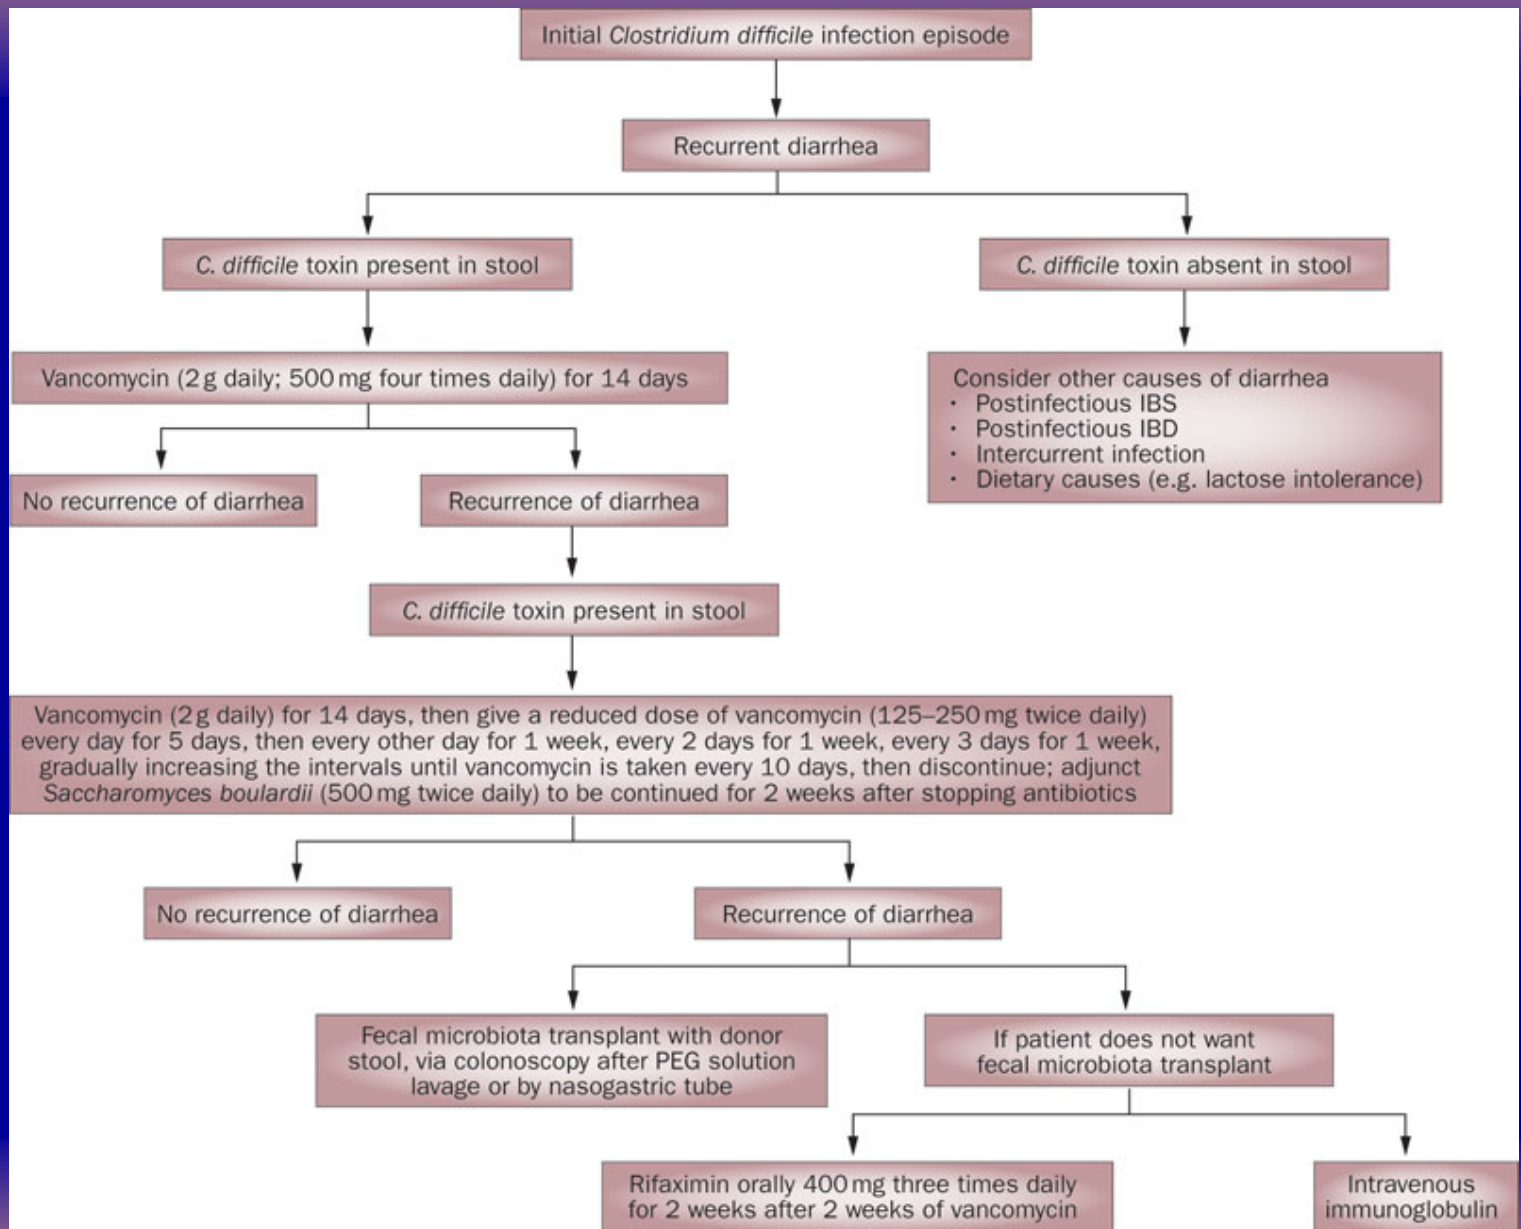 Initial Clostridium difficile infection episode
Recurrent diarrhea
C. difficile toxin present in stool
C. difficile toxin absent in stool
Vancomycin (2 g daily; 500 mg four times daily) for 14 days
Consider other causes of diarrhea
• Postinfectious IBS
• Postinfectious IBD
• Intercurrent infection
• Dietary causes (e.g. lactose intolerance)
No recurrence of diarrhea
Recurrence of diarrhea
C. difficile toxin present in stool
Vancomycin (2 g daily) for 14 days, then give a reduced dose of vancomycin (125–250 mg twice daily)
every day for 5 days, then every other day for 1 week, every 2 days for 1 week, every 3 days for 1 week,
gradually increasing the intervals until vancomycin is taken every 10 days, then discontinue; adjunct
Saccharomyces boulardii (500 mg twice daily) to be continued for 2 weeks after stopping antibiotics
No recurrence of diarrhea
Recurrence of diarrhea
Fecal microbiota transplant with donor
stool, via colonoscopy after PEG solution
lavage or by nasogastric tube
If patient does not want
fecal microbiota transplant
Rifaximin orally 400 mg three times daily
for 2 weeks after 2 weeks of vancomycin
Intravenous
immunoglobulin